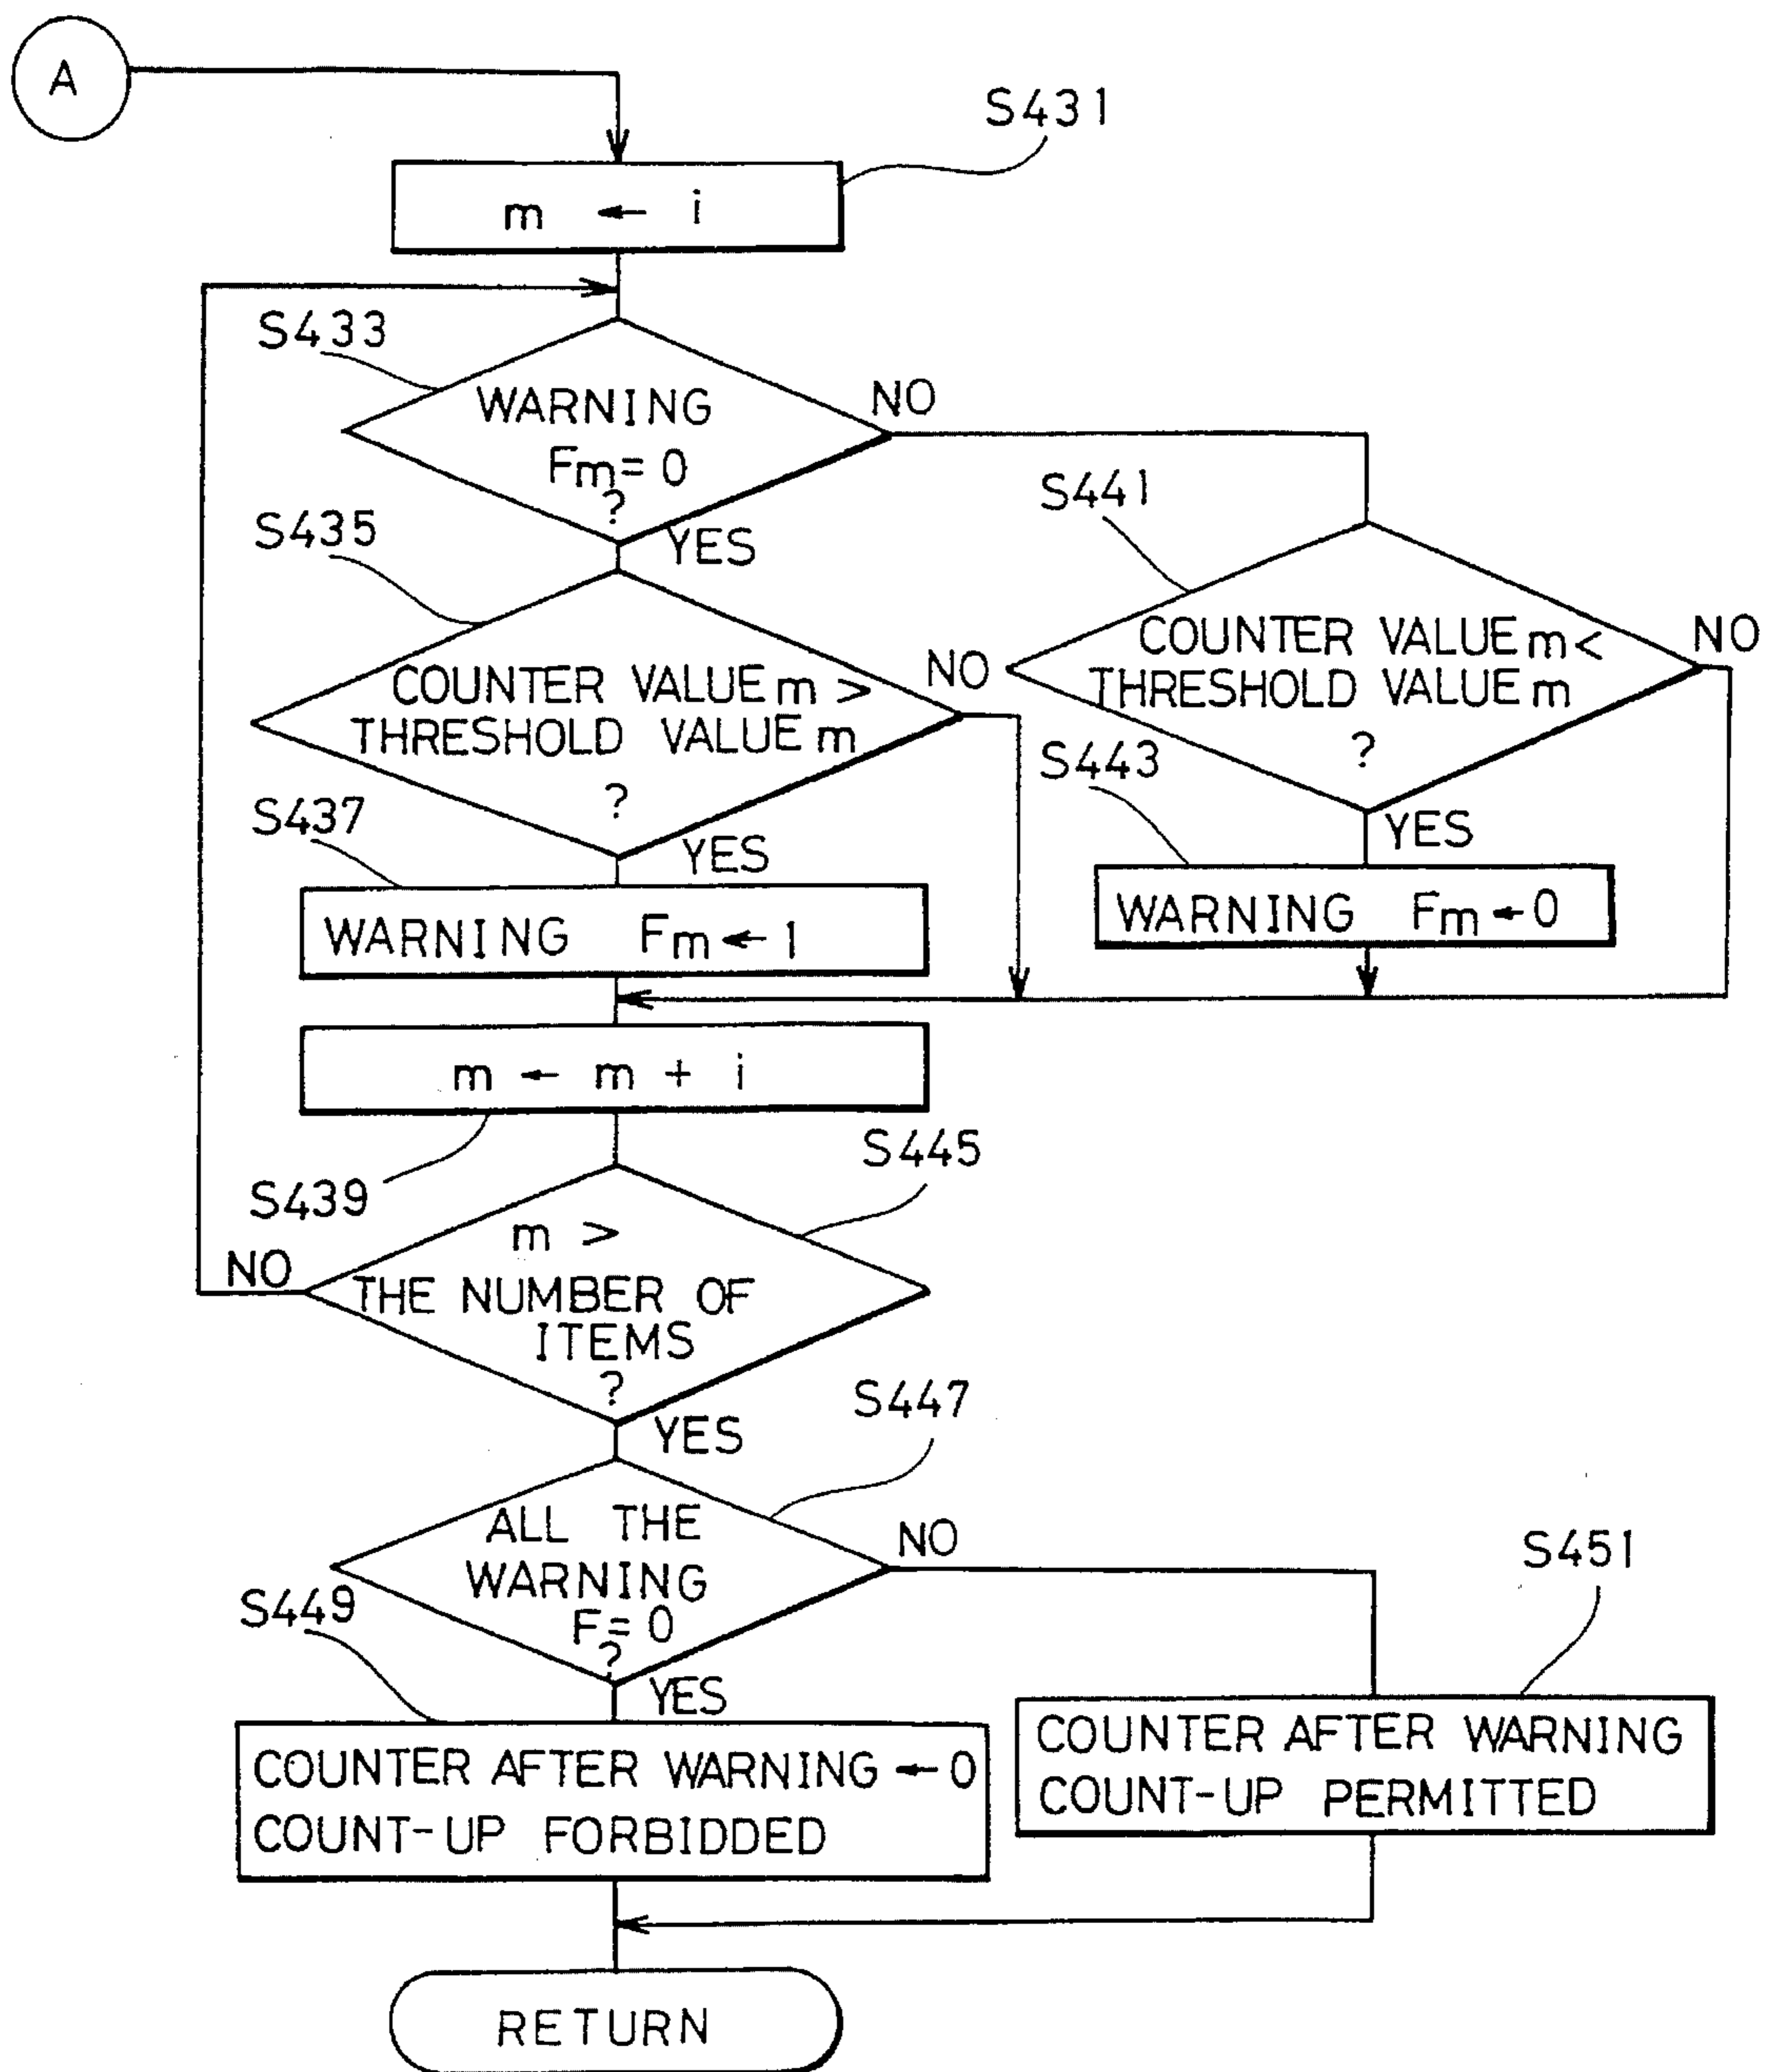 A
S431
m ← i
S433
WARNING
Fm = 0
?
NO
YES
S435
COUNTER VALUE m >
THRESHOLD VALUE m
?
NO
YES
S441
COUNTER VALUE m <
THRESHOLD VALUE m
?
NO
YES
S443
WARNING Fm ← 0
S437
WARNING Fm ← 1
m ← m + i
S439
S445
m >
THE NUMBER OF
ITEMS
?
NO
YES
S447
ALL THE
WARNING
F = 0
?
NO
YES
S449
COUNTER AFTER WARNING ← 0
COUNT-UP FORBIDDED
S451
COUNTER AFTER WARNING
COUNT-UP PERMITTED
RETURN